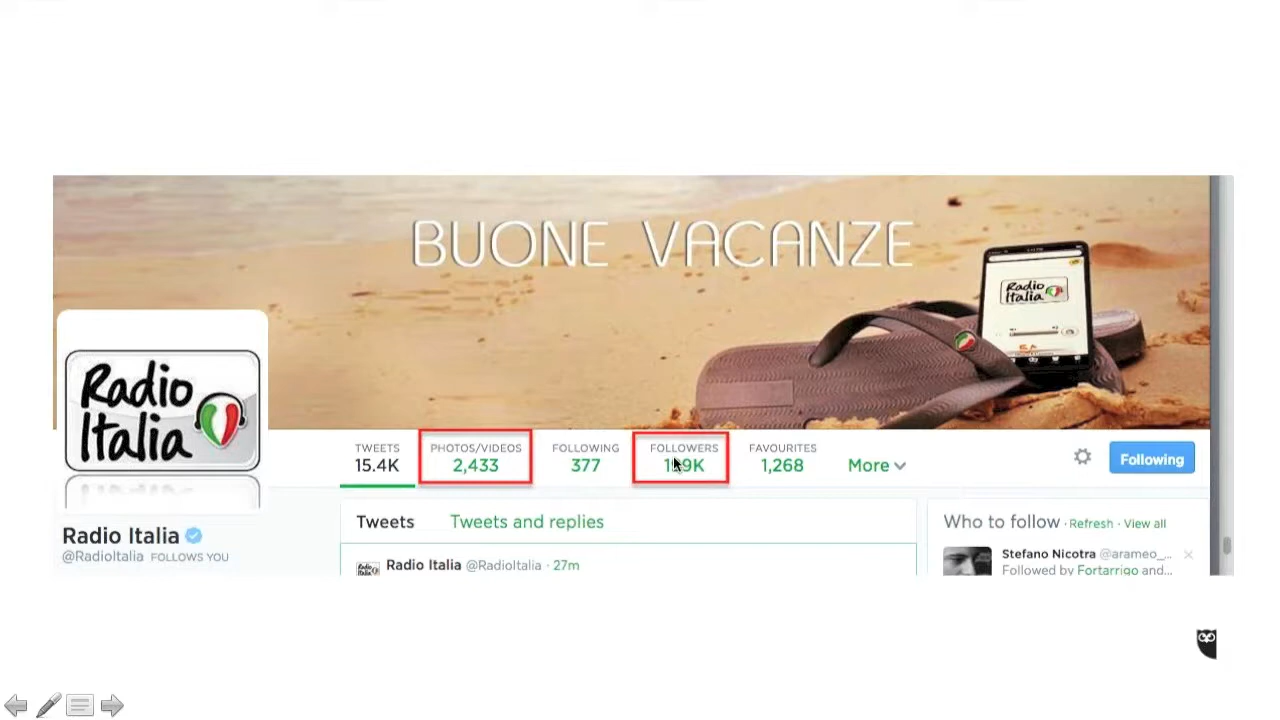 BUONE VACANZE
Radio
Italia
Radio
Italia
TWEETS PHOTOS/VIDEOS FOLLOWING FOLLOWERS FAVOURITES
15.4K 2,433 377 1,268 More Following
Radio Italia
@RadioItalia FOLLOWS YOU
Tweets Tweets and replies
Radio Italia @RadioItalia · 27m
Who to follow · Refresh · View all
Stefano Nicotra @arameo_...
Followed by Fortarrigo and...